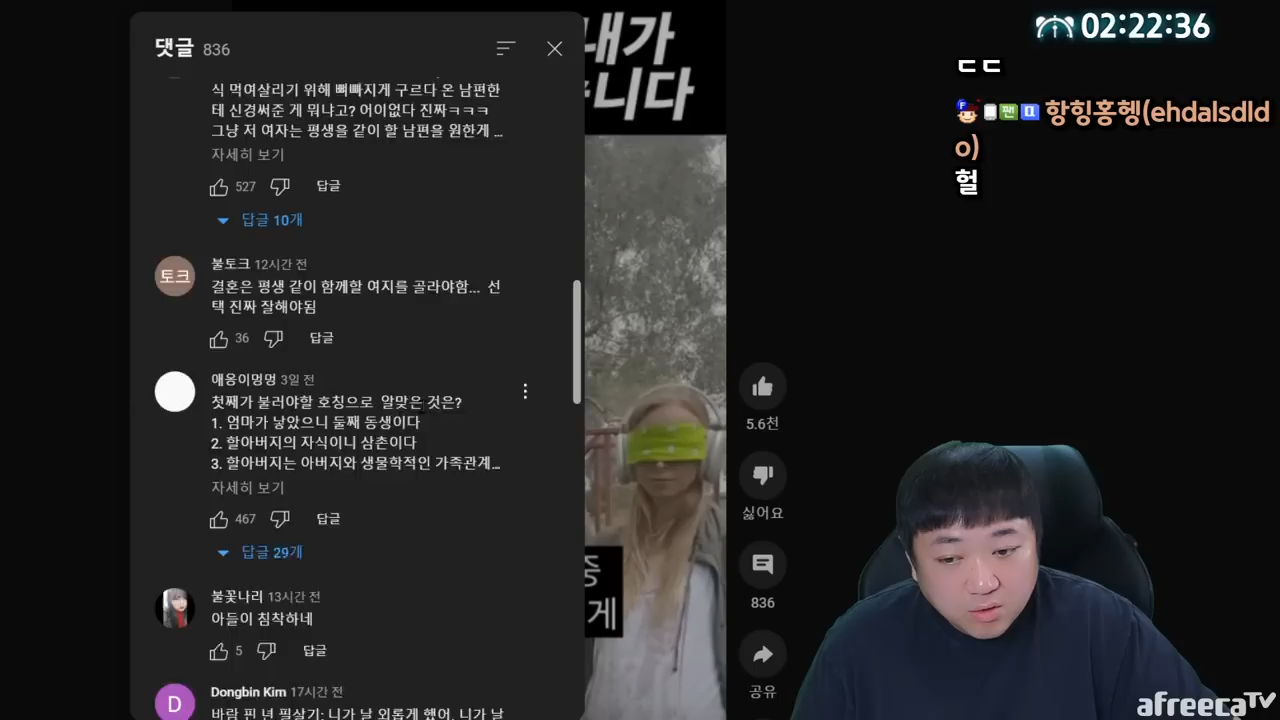 댓글 836
식 먹여살리기 위해 뼈빠지게 구르다 온 남편한
테 신경써준 게 뭐냐고? 어이없다 진짜ㅋㅋㅋ
그냥 저 여자는 평생을 같이 할 남편을 원한게 ...
자세히 보기
527 답글
답글 10개
토크
불토크 12시간 전
결혼은 평생 같이 함께할 여지를 골라야함... 선
택 진짜 잘해야됨
36 답글
애옹이멍멍 3일 전
첫째가 불러야할 호칭으로 알맞은 것은?
1. 엄마가 낳았으니 둘째 동생이다
2. 할아버지의 자식이니 삼촌이다
3. 할아버지는 아버지와 생물학적인 가족관계...
자세히 보기
467 답글
답글 29개
불꽃나리 13시간 전
아들이 침착하네
5 답글
D
Dongbin Kim 17시간 전
바람 핀 년 필살기: 니가 날 외롭게 했어. 니가 날
내가
니다
중
게
5.6천
싫어요
836
공유
02:22:36
ㄷㄷ
F 팬 항힝홍헹(ehdalsdld
이)
헐
afreecaTV